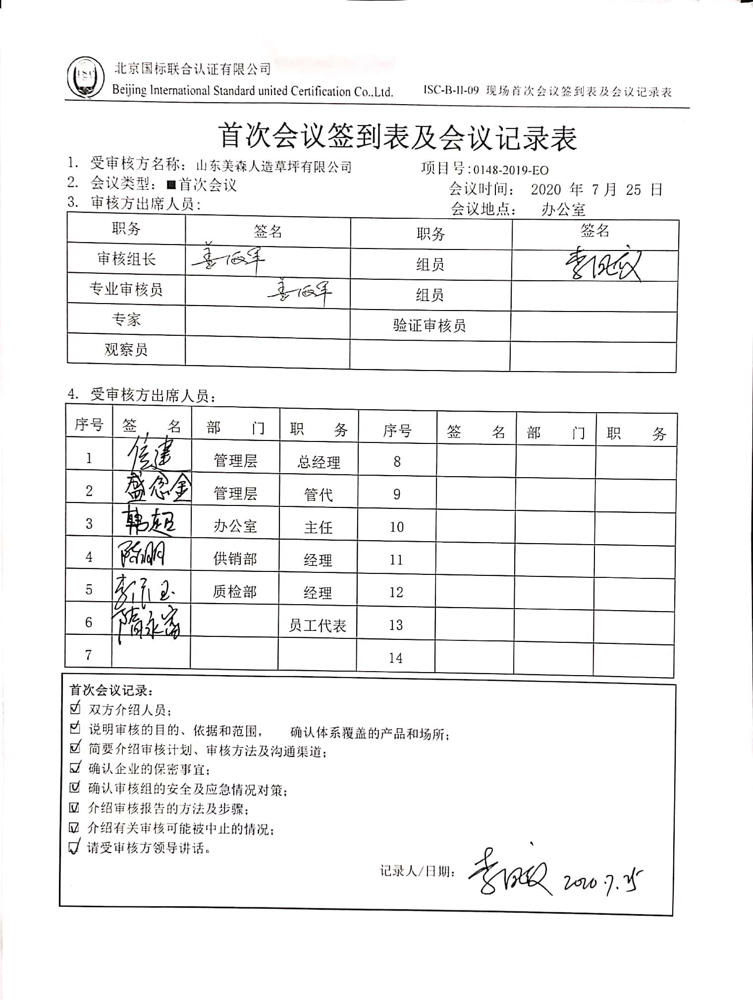 ISC
北京国标联合认证有限公司
Beijing International Standard united Certification Co.,Ltd. ISC-B-II-09 现场首次会议签到表及会议记录表
首次会议签到表及会议记录表
1. 受审核方名称：山东美森人造草坪有限公司 项目号:0148-2019-EO
2. 会议类型：■首次会议 会议时间： 2020 年 7 月 25 日
3. 审核方出席人员: 会议地点： 办公室
职务 签名 职务 签名
审核组长 组员
专业审核员 组员
专家 验证审核员
观察员
4. 受审核方出席人员：
序号 签 名 部 门 职 务 序号 签 名 部 门 职 务
1 管理层 总经理 8
2 盛念金 管理层 管代 9
3 韩超 办公室 主任 10
4 陈明 供销部 经理 11
5 质检部 经理 12
6 隋永富 员工代表 13
7 14
首次会议记录：
☑ 双方介绍人员；
☑ 说明审核的目的、依据和范围， 确认体系覆盖的产品和场所；
☑ 简要介绍审核计划、审核方法及沟通渠道；
☑ 确认企业的保密事宜；
☑ 确认审核组的安全及应急情况对策；
☑ 介绍审核报告的方法及步骤；
☑ 介绍有关审核可能被中止的情况；
☑ 请受审核方领导讲话。
记录人/日期： 2020.7.25